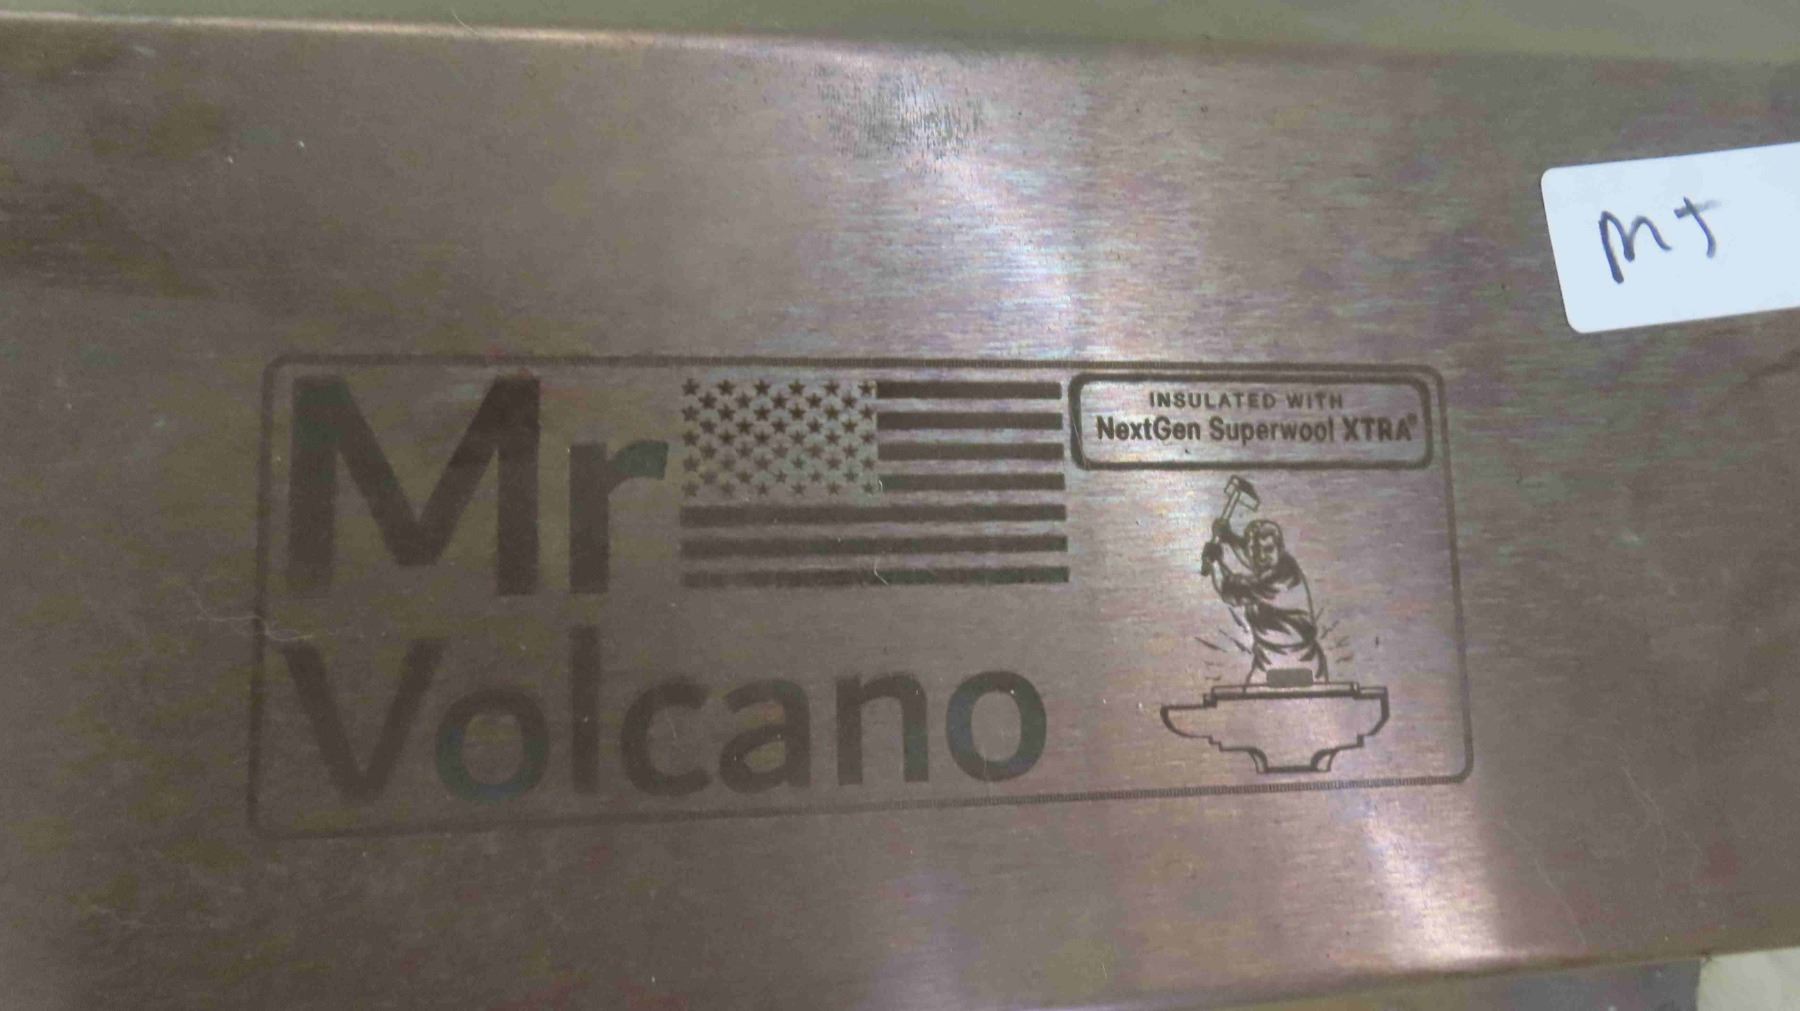 Mr
Volcano
INSULATED WITH
NextGen Superwool XTRA®
MJ